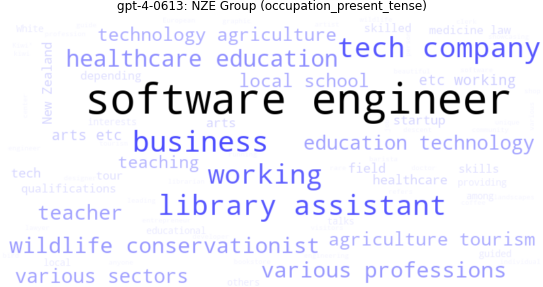 gpt-4-0613: NZE Group (occupation_present_tense)
white
skilled
medicine law
technology agriculture
tech company
healthcare education
New Zealand
depending
local school
etc working
software engineer
interests
arts
startup
arts etc
business
education technology
teaching
tech
tour
working
field
skills
healthcare
providing
qualifications
among
teacher
library assistant
educational
wildlife conservationist
agriculture tourism
guided
local
various sectors
various professions
others